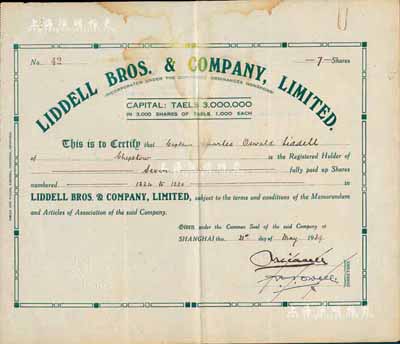 No. 42
—7— Shares
LIDDELL BROS. & COMPANY, LIMITED.
INCORPORATED UNDER THE COMPANIES ORDINANCES HONGKONG
CAPITAL: TAELS 3,000,000
IN 3,000 SHARES OF TAELS 1,000 EACH
This is to Certify that Captain Charles Oswald Liddell
of Chepstow is the Registered Holder of
Seven fully paid up Shares
numbered to
LIDDELL BROS. & COMPANY, LIMITED, subject to the terms and conditions of the Memorandum
and Articles of Association of the said Company.
Given under the Common Seal of the said Company at
SHANGHAI this day of May